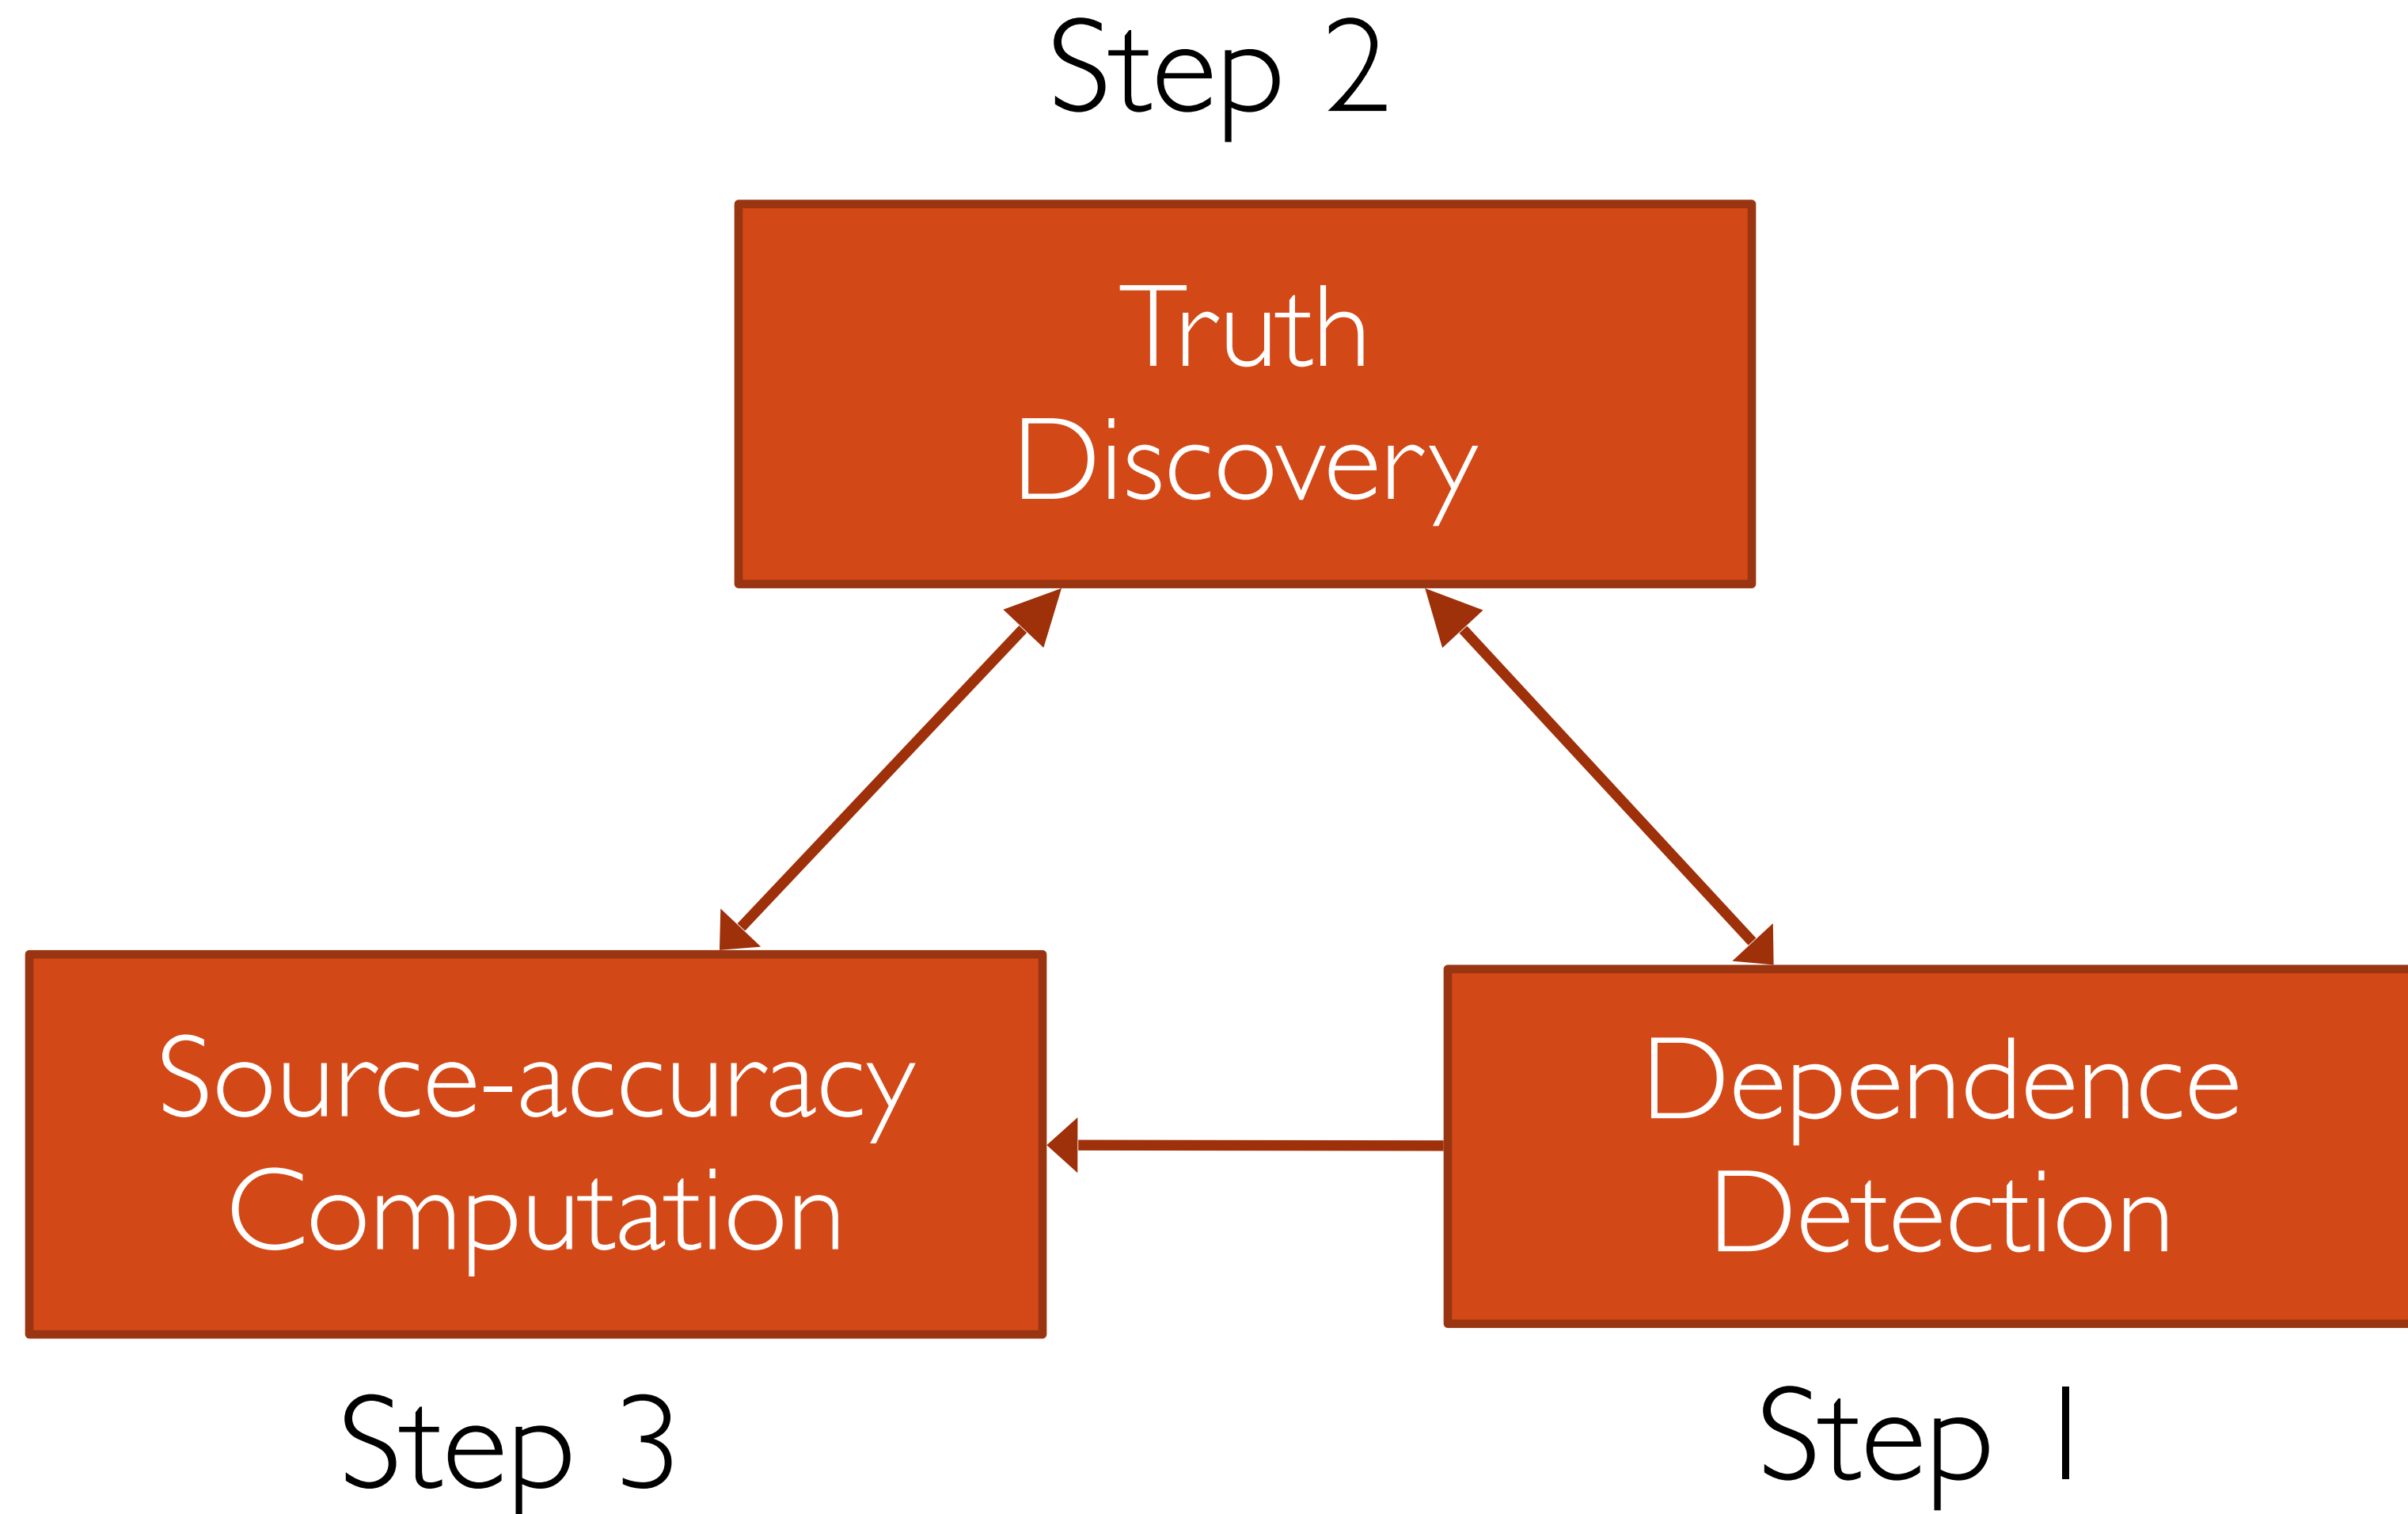 Step 2
Truth
Discovery
Source-accuracy
Computation
Dependence
Detection
Step 3
Step 1